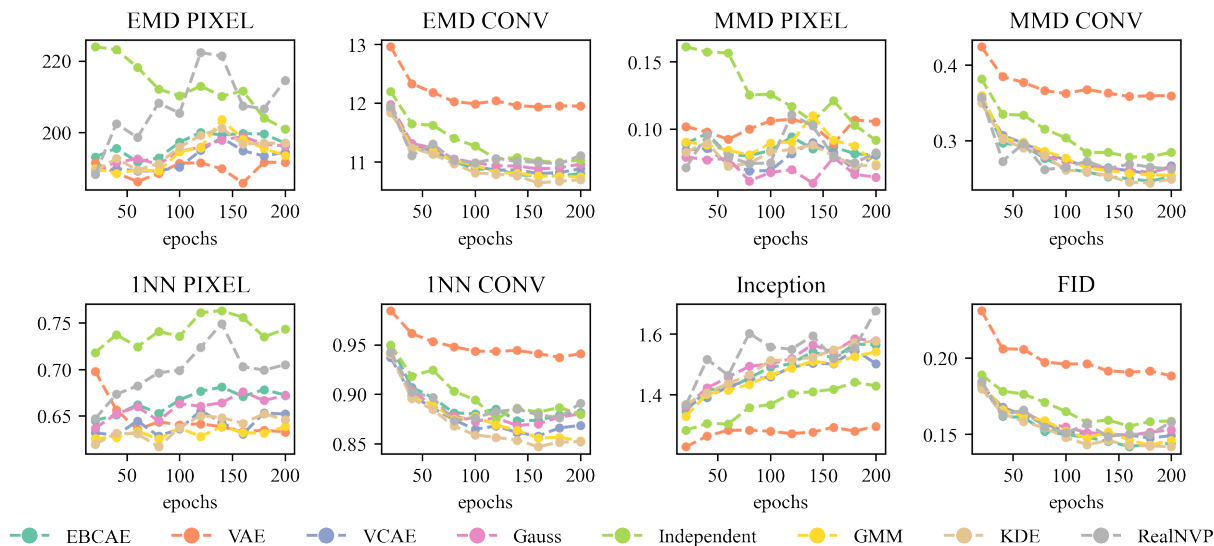 EMD PIXEL EMD CONV MMD PIXEL MMD CONV
220
200
50 100 150 200
epochs
13
12
11
50 100 150 200
epochs
0.15
0.10
50 100 150 200
epochs
0.4
0.3
50 100 150 200
epochs
1NN PIXEL 1NN CONV Inception FID
0.75
0.70
0.65
50 100 150 200
epochs
0.95
0.90
0.85
50 100 150 200
epochs
1.6
1.4
50 100 150 200
epochs
0.20
0.15
50 100 150 200
epochs
EBCAE VAE VCAE Gauss Independent GMM KDE RealNVP